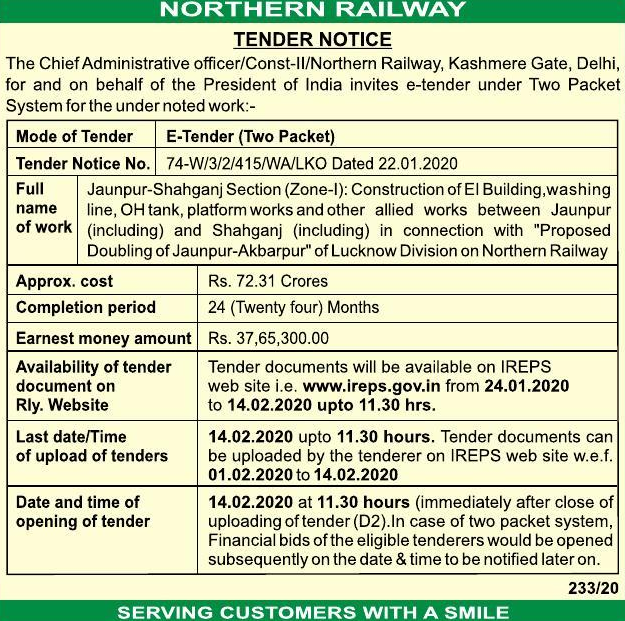 NORTHERN RAILWAY
TENDER NOTICE
The Chief Administrative officer/Const-II/Northern Railway, Kashmere Gate, Delhi,
for and on behalf of the President of India invites e-tender under Two Packet
System for the under noted work:-
Mode of Tender E-Tender (Two Packet)
Tender Notice No. 74-W/3/2/415/WA/LKO Dated 22.01.2020
Full
name
of work
Jaunpur-Shahganj Section (Zone-I): Construction of EI Building,washing
line, OH tank, platform works and other allied works between Jaunpur
(including) and Shahganj (including) in connection with "Proposed
Doubling of Jaunpur-Akbarpur" of Lucknow Division on Northern Railway
Approx. cost Rs. 72.31 Crores
Completion period 24 (Twenty four) Months
Earnest money amount Rs. 37,65,300.00
Availability of tender
document on
Rly. Website
Tender documents will be available on IREPS
web site i.e. www.ireps.gov.in from 24.01.2020
to 14.02.2020 upto 11.30 hrs.
Last date/Time
of upload of tenders
14.02.2020 upto 11.30 hours. Tender documents can
be uploaded by the tenderer on IREPS web site w.e.f.
01.02.2020 to 14.02.2020
Date and time of
opening of tender
14.02.2020 at 11.30 hours (immediately after close of
uploading of tender (D2).In case of two packet system,
Financial bids of the eligible tenderers would be opened
subsequently on the date & time to be notified later on.
233/20
SERVING CUSTOMERS WITH A SMILE